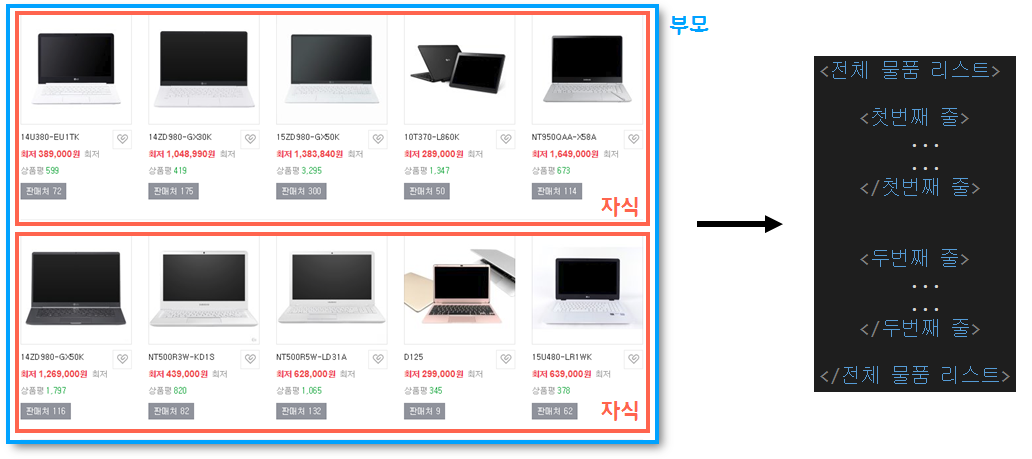 부모
14U380-EU1TK
최저 389,000원 최저
상품평 599
판매처 72
14ZD980-GX30K
최저 1,048,990원 최저
상품평 419
판매처 175
15ZD980-GX50K
최저 1,383,840원 최저
상품평 3,295
판매처 300
10T370-L860K
최저 289,000원 최저
상품평 1,347
판매처 50
NT950QAA-X58A
최저 1,649,000원 최저
상품평 673
판매처 114
자식
14ZD980-GX50K
최저 1,269,000원 최저
상품평 1,797
판매처 116
NT500R3W-KD1S
최저 439,000원 최저
상품평 820
판매처 82
NT500R5W-LD31A
최저 628,000원 최저
상품평 1,065
판매처 132
D125
최저 299,000원 최저
상품평 345
판매처 9
15U480-LR1WK
최저 639,000원 최저
상품평 378
판매처 62
자식
<전체 물품 리스트>
<첫번째 줄>
...
...
</첫번째 줄>
<두번째 줄>
...
...
</두번째 줄>
</전체 물품 리스트>